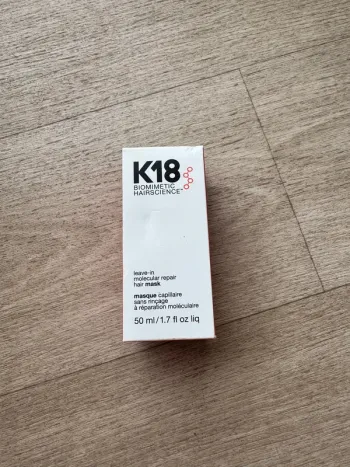 K18
BIOMIMETIC
HAIRSCIENCE
leave-in
molecular repair
hair mask
masque capillaire
sans rinçage
à réparation moléculaire
50 ml/1.7 fl oz liq